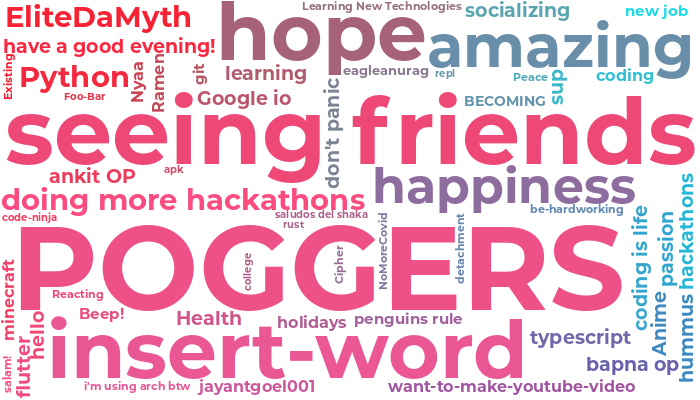 EliteDaMyth
hope
Learning New Technologies
socializing
new job
have a good evening!
amazing
Existing
Python
Foo-Bar
Nyaa
Ramen
git
learning
eagleanurag
repl
Peace
sup
coding
Google io
don't panic
BECOMING
seeing friends
ankit OP
apk
happiness
doing more hackathons
code-ninja
saludos del shaka
rust
be-hardworking
POGGERS
college
Cipher
NoMoreCovid
detachment
coding is life
passion
hackathons
minecraft
Reacting
Beep!
hello
Health
holidays
penguins rule
Anime
hummus
insert-word
typescript
bapna op
salam!
flutter
i'm using arch btw
jayantgoel001
want-to-make-youtube-video